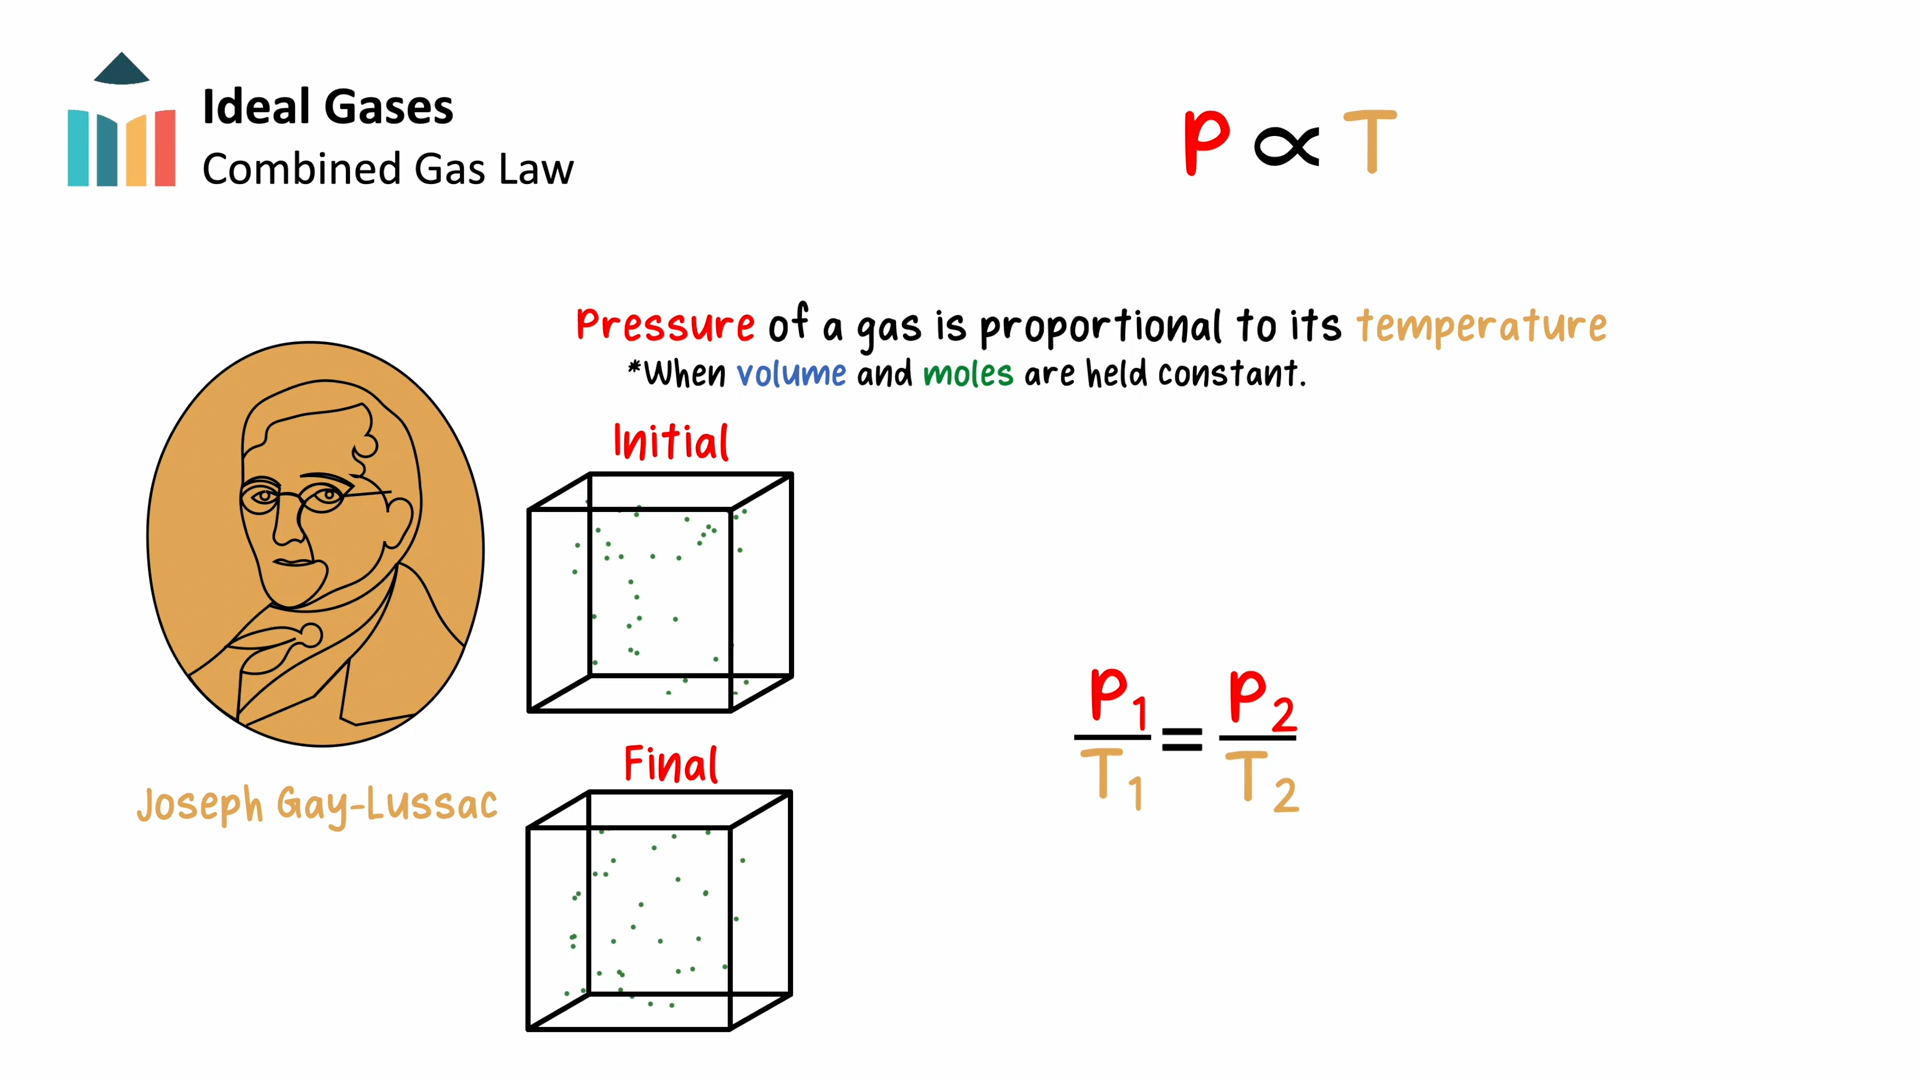 Ideal Gases
Combined Gas Law
P ∝ T
Pressure of a gas is proportional to its temperature
*When volume and moles are held constant.
Initial
Final
Joseph Gay-Lussac
P₁ = P₂
T₁ T₂